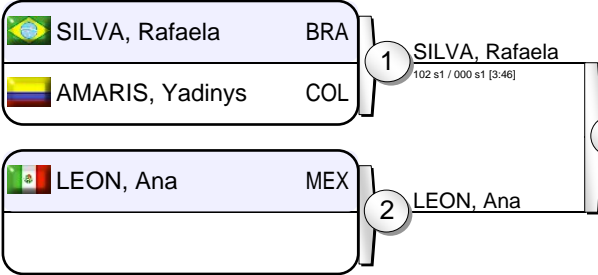 SILVA, Rafaela BRA
AMARIS, Yadinys COL
1
SILVA, Rafaela
102 s1 / 000 s1 [3:46]
LEON, Ana MEX
2
LEON, Ana